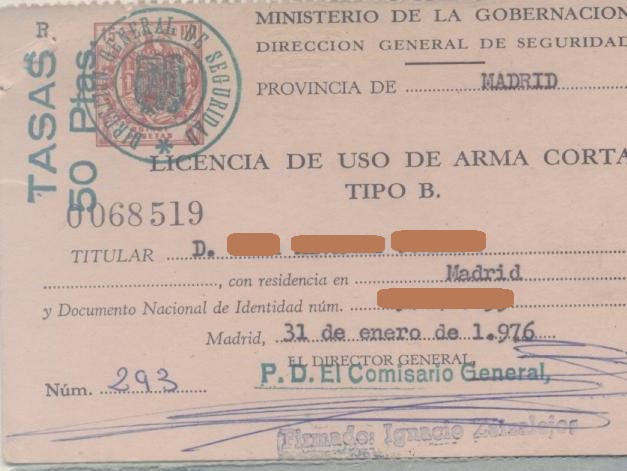 MINISTERIO DE LA GOBERNACION
R.
DIRECCION GENERAL DE SEGURIDAD
DIRECCION GENERAL DE SEGURIDAD
PROVINCIA DE MADRID
PESETAS
TASAS
50 Ptas
LICENCIA DE USO DE ARMA CORTA
TIPO B.
0068519
TITULAR D.
, con residencia en Madrid
y Documento Nacional de Identidad núm.
Madrid, 31 de enero de 1.976
EL DIRECTOR GENERAL,
P. D. El Comisario General,
Núm. 293
Firmado: Ignacio